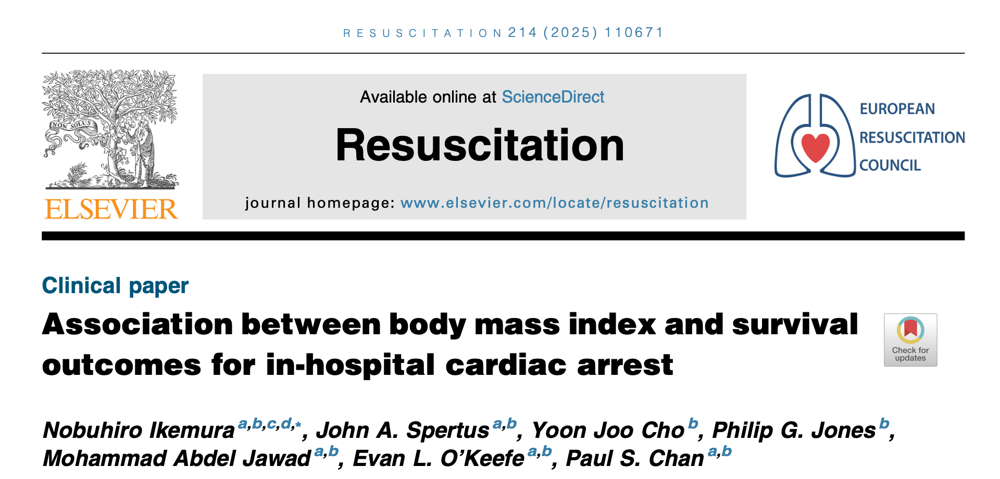 RESUSCITATION 214 (2025) 110671
Available online at ScienceDirect
Resuscitation
journal homepage: www.elsevier.com/locate/resuscitation
NON SOLUS
ELSEVIER
EUROPEAN
RESUSCITATION
COUNCIL
Clinical paper
Association between body mass index and survival
outcomes for in-hospital cardiac arrest
Check for
updates
Nobuhiro Ikemura a,b,c,d,*, John A. Spertus a,b, Yoon Joo Cho b, Philip G. Jones b,
Mohammad Abdel Jawad a,b, Evan L. O’Keefe a,b, Paul S. Chan a,b